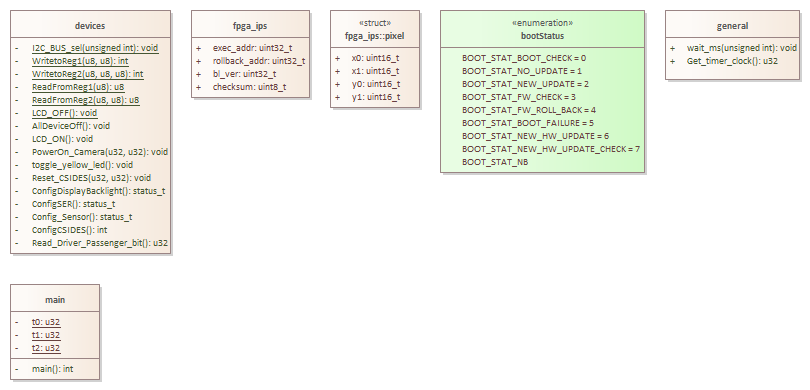 devices
- I2C_BUS_sel(unsigned int): void
- WritetoReg1(u8, u8): int
- WritetoReg2(u8, u8, u8): int
- ReadFromReg1(u8): u8
- ReadFromReg2(u8, u8): u8
- LCD_OFF(): void
- AllDeviceOff(): void
- LCD_ON(): void
- PowerOn_Camera(u32, u32): void
- toggle_yellow_led(): void
- Reset_CSIDES(u32, u32): void
- ConfigDisplayBacklight(): status_t
- ConfigSER(): status_t
- Config_Sensor(): status_t
- ConfigCSIDES(): int
- Read_Driver_Passenger_bit(): u32
fpga_ips
+ exec_addr: uint32_t
+ rollback_addr: uint32_t
+ bl_ver: uint32_t
+ checksum: uint8_t
«struct»
fpga_ips::pixel
+ x0: uint16_t
+ x1: uint16_t
+ y0: uint16_t
+ y1: uint16_t
«enumeration»
bootStatus
BOOT_STAT_BOOT_CHECK = 0
BOOT_STAT_NO_UPDATE = 1
BOOT_STAT_NEW_UPDATE = 2
BOOT_STAT_FW_CHECK = 3
BOOT_STAT_FW_ROLL_BACK = 4
BOOT_STAT_BOOT_FAILURE = 5
BOOT_STAT_NEW_HW_UPDATE = 6
BOOT_STAT_NEW_HW_UPDATE_CHECK = 7
BOOT_STAT_NB
general
+ wait_ms(unsigned int): void
+ Get_timer_clock(): u32
main
- t0: u32
- t1: u32
- t2: u32
- main(): int